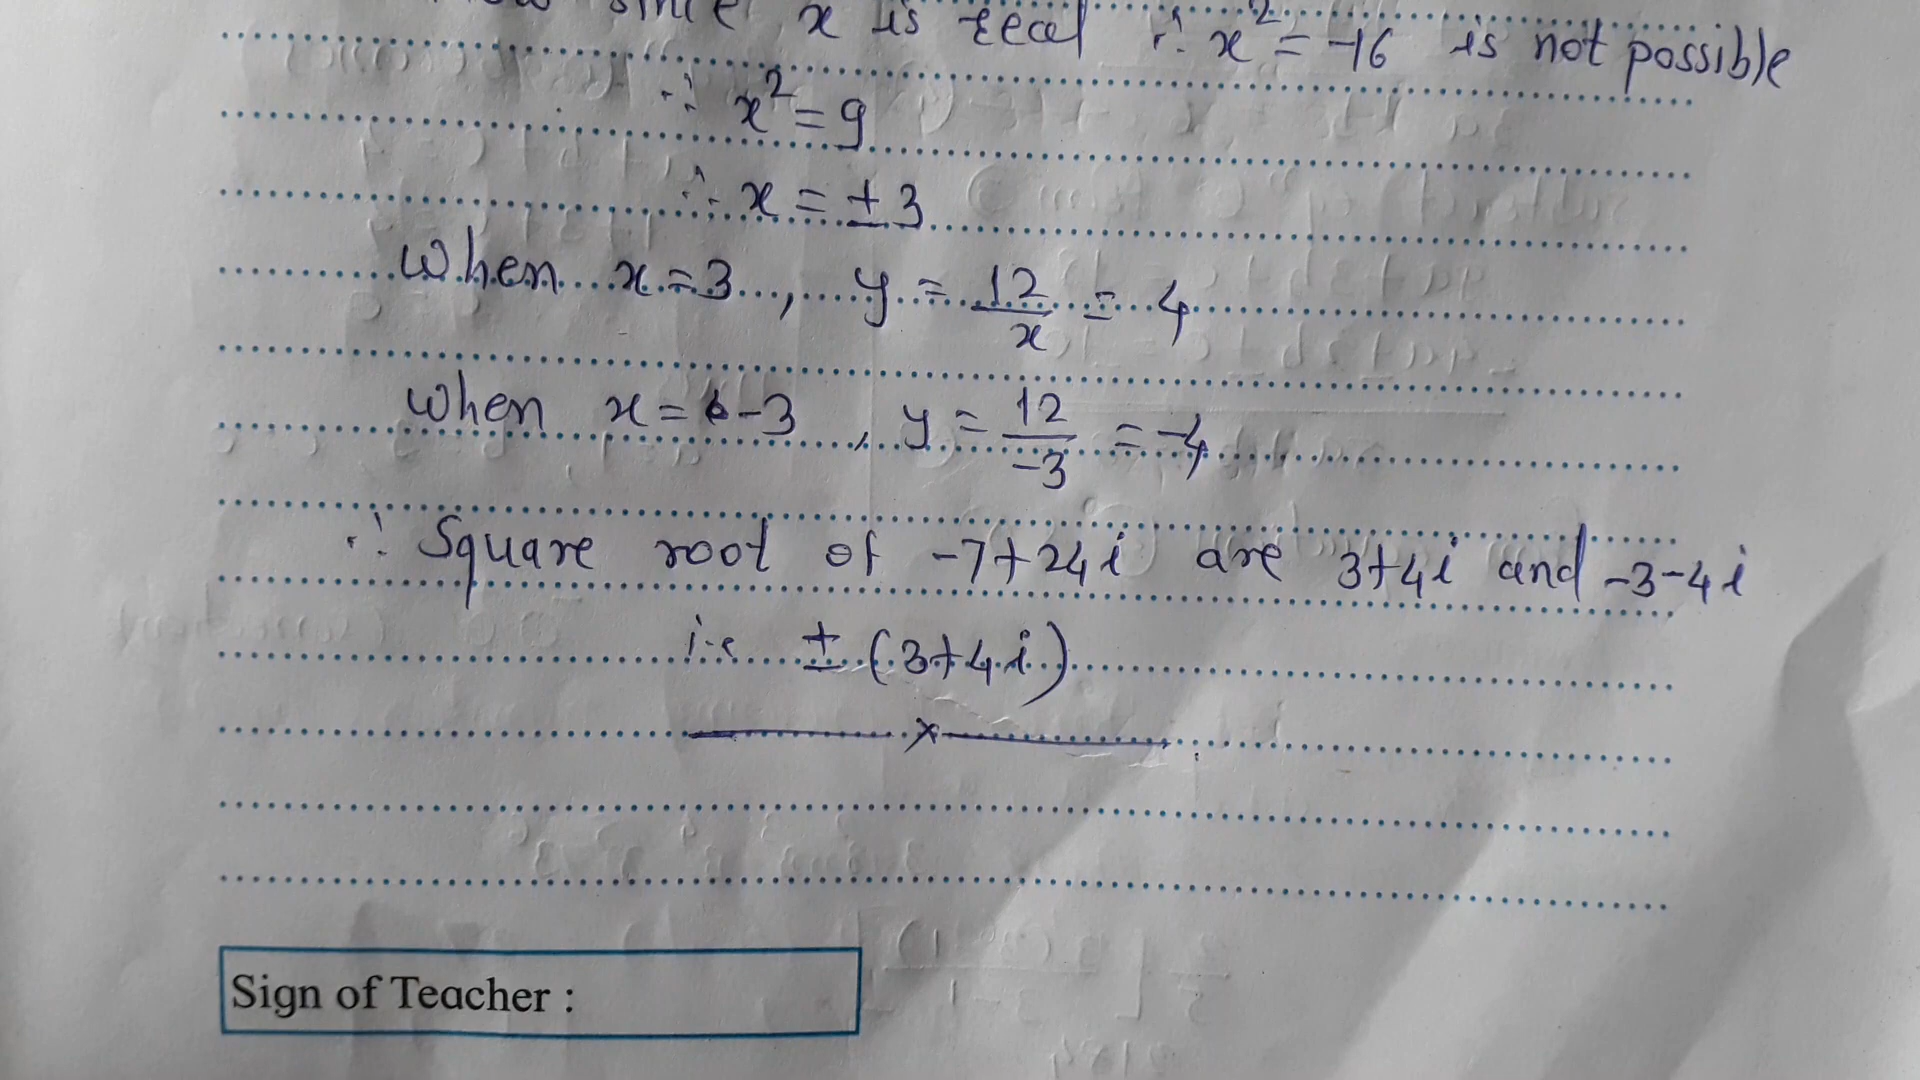 x is real ∴ x² = -16 is not possible
∴ x² = 9
∴ x = ± 3
When x = 3 , y = 12/x = 4
when x = -3 , y = 12/-3 = -4
∴ Square root of -7+24i are 3+4i and -3-4i
i.e ± (3+4i)
x
Sign of Teacher :